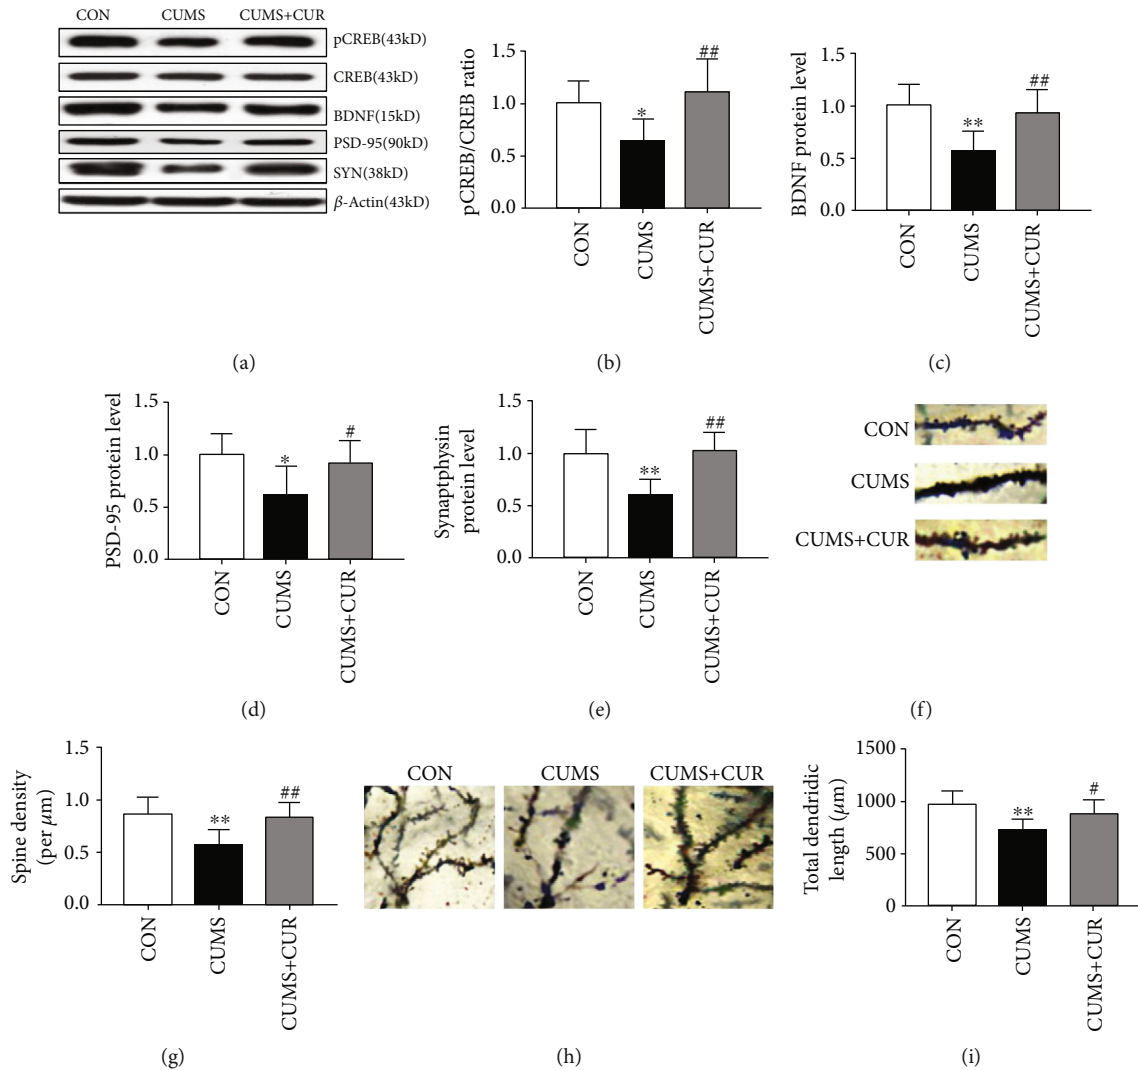 CON CUMS CUMS+CUR
pCREB(43kD)
CREB(43kD)
BDNF(15kD)
PSD-95(90kD)
SYN(38kD)
β-Actin(43kD)
(a)
pCREB/CREB ratio
1.5
1.0
0.5
0.0
*
##
CON
CUMS
CUMS+CUR
(b)
BDNF protein level
1.5
1.0
0.5
0.0
**
##
CON
CUMS
CUMS+CUR
(c)
PSD-95 protein level
1.5
1.0
0.5
0.0
*
#
CON
CUMS
CUMS+CUR
(d)
Synaptphysin
protein level
1.5
1.0
0.5
0.0
**
##
CON
CUMS
CUMS+CUR
(e)
CON
CUMS
CUMS+CUR
(f)
Spine density
(per μm)
1.5
1.0
0.5
0.0
**
##
CON
CUMS
CUMS+CUR
(g)
CON CUMS CUMS+CUR
(h)
Total dendridic
length (μm)
1500
1000
500
0
**
#
CON
CUMS
CUMS+CUR
(i)